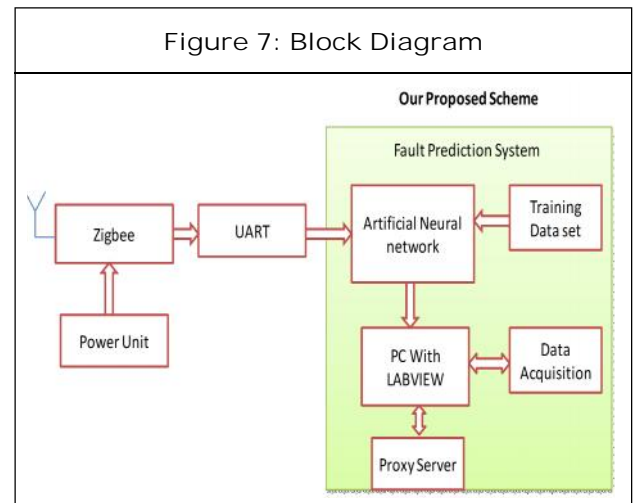 Figure 7: Block Diagram
Our Proposed Scheme
Fault Prediction System
Zigbee
UART
Artificial Neural
network
Training
Data set
Power Unit
PC With
LABVIEW
Data
Acquisition
Proxy Server